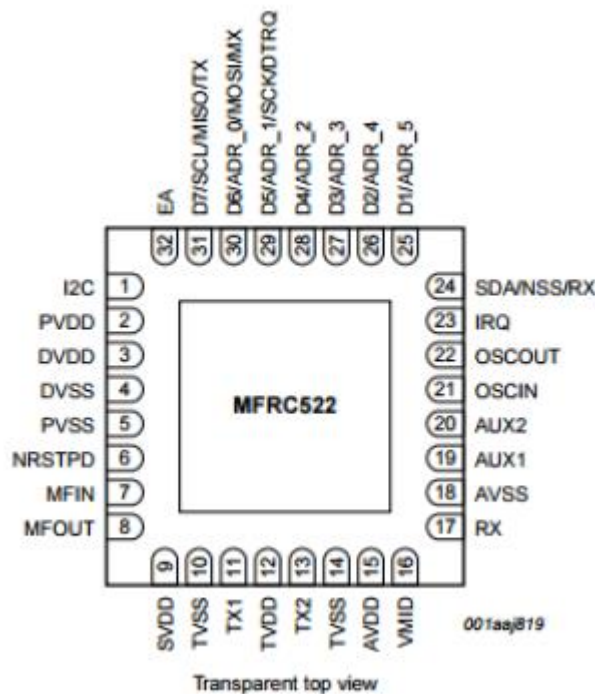 EA
D7/SCL/MISO/TX
D6/ADR_0/MOSI/MX
D5/ADR_1/SCK/DTRQ
D4/ADR_2
D3/ADR_3
D2/ADR_4
D1/ADR_5
32 31 30 29 28 27 26 25
I2C 1
PVDD 2
DVDD 3
DVSS 4
PVSS 5
NRSTPD 6
MFIN 7
MFOUT 8
MFRC522
24 SDA/NSS/RX
23 IRQ
22 OSCOUT
21 OSCIN
20 AUX2
19 AUX1
18 AVSS
17 RX
9 10 11 12 13 14 15 16
SVDD
TVSS
TX1
TVDD
TX2
TVSS
AVDD
VMID
001aaj819
Transparent top view